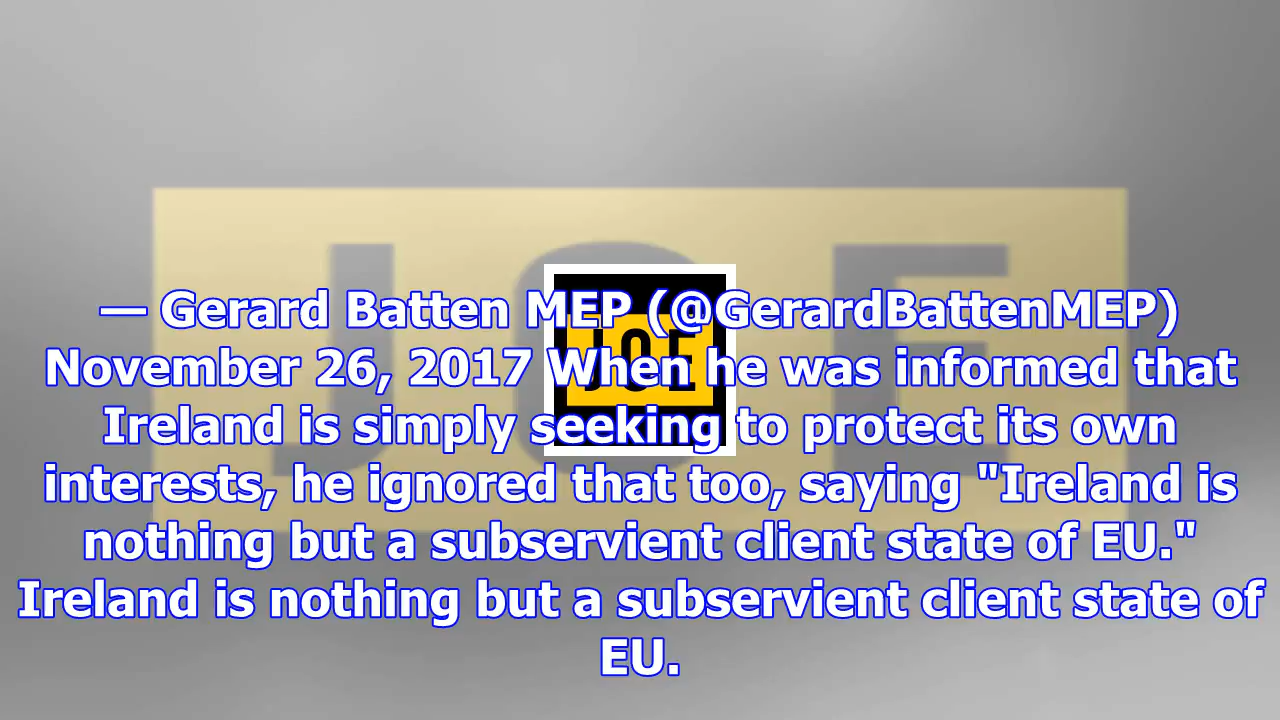 JOE
JOE
— Gerard Batten MEP (@GerardBattenMEP)
November 26, 2017 When he was informed that
Ireland is simply seeking to protect its own
interests, he ignored that too, saying "Ireland is
nothing but a subservient client state of EU."
Ireland is nothing but a subservient client state of
EU.